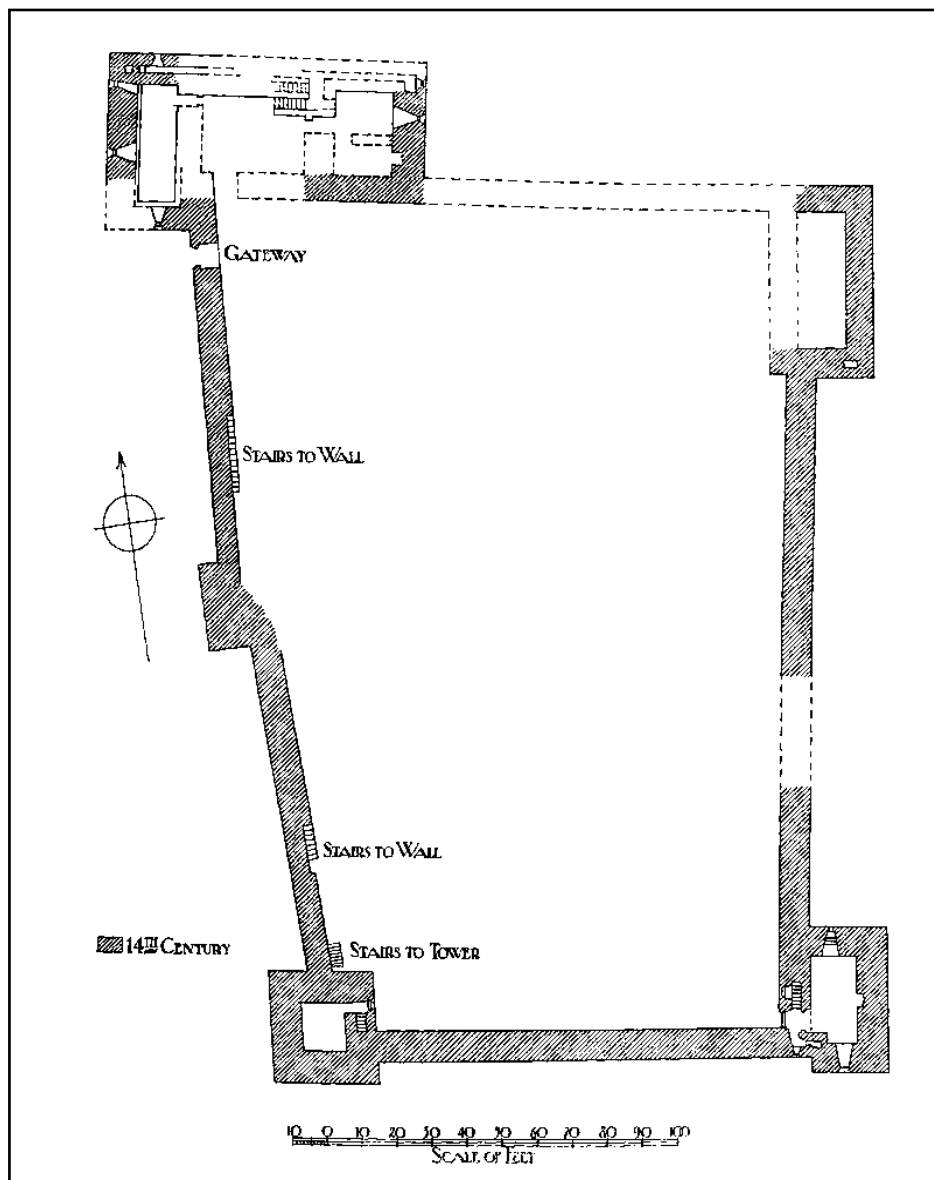 GATEWAY
STAIRS TO WALL
STAIRS TO WALL
14TH CENTURY
STAIRS TO TOWER
10 0 10 20 30 40 50 60 70 80 90 100
SCALE OF FEET